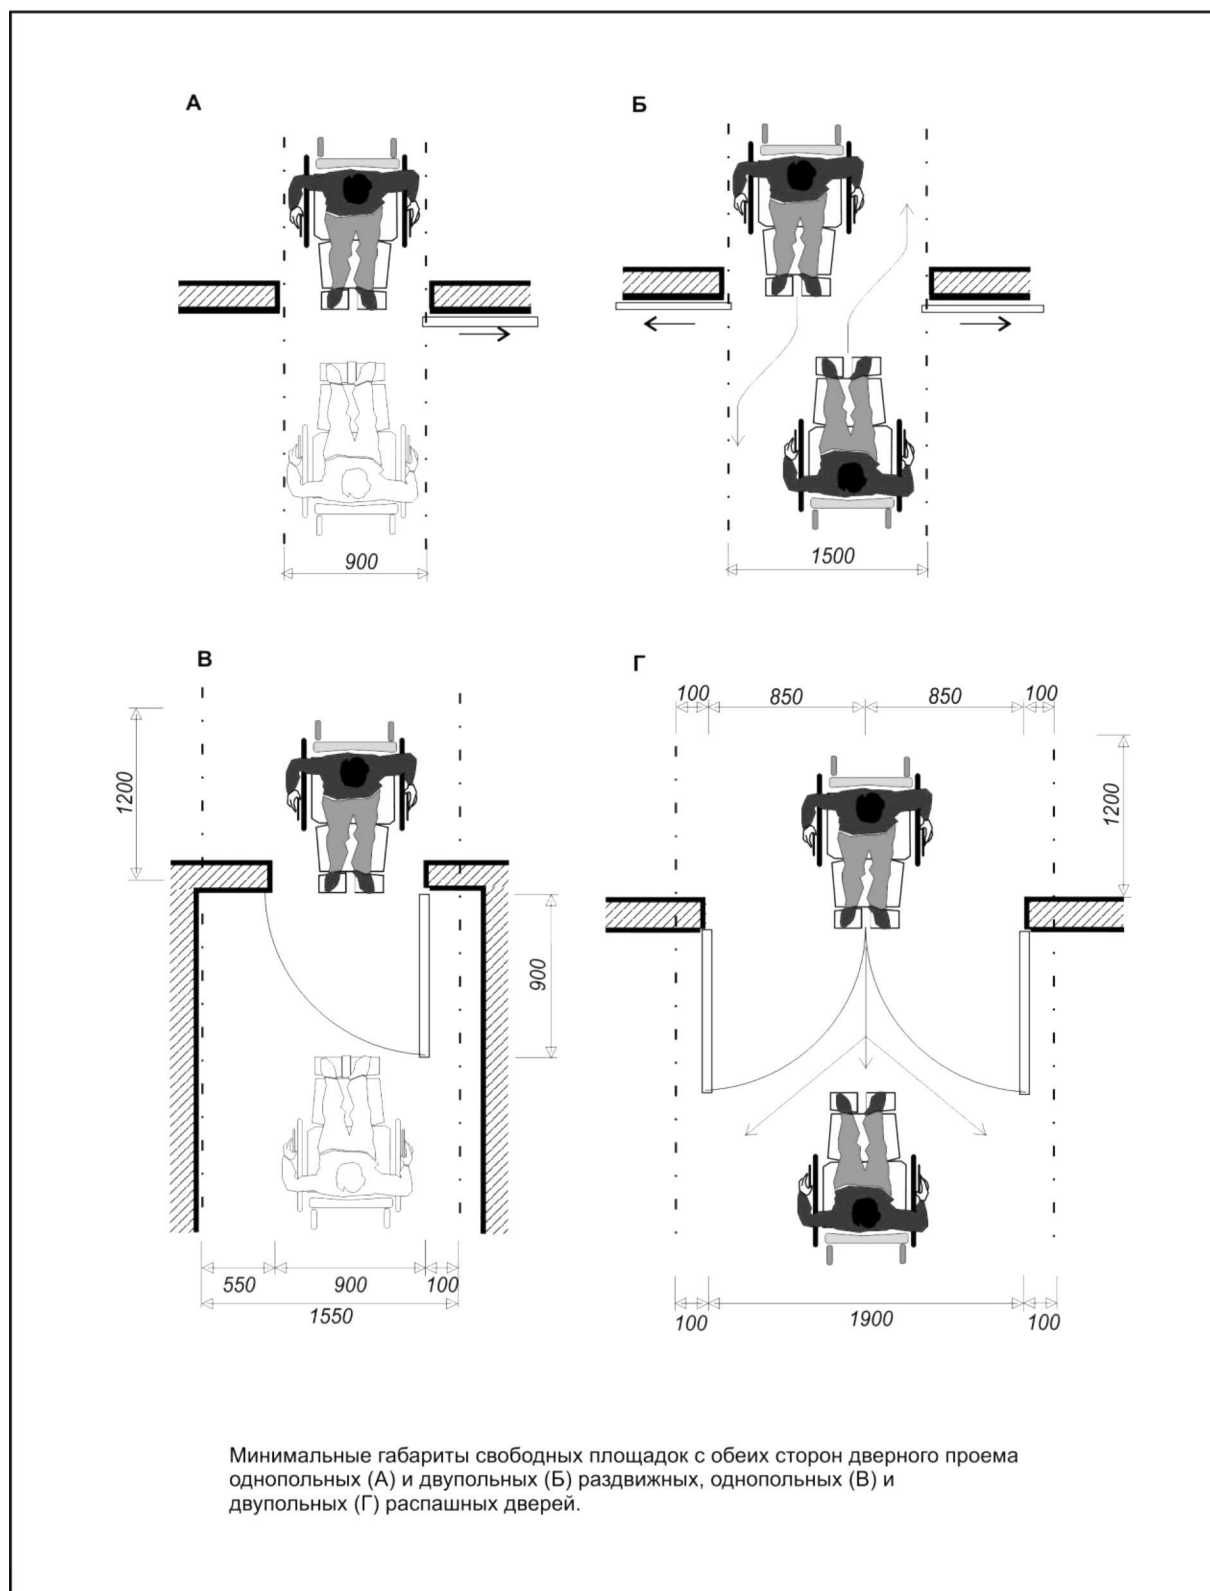 А
Б
900
1500
В
Г
100
850
850
100
1200
1200
900
550
900
100
1550
100
1900
100
Минимальные габариты свободных площадок с обеих сторон дверного проема
однопольных (А) и двупольных (Б) раздвижных, однопольных (В) и
двупольных (Г) распашных дверей.